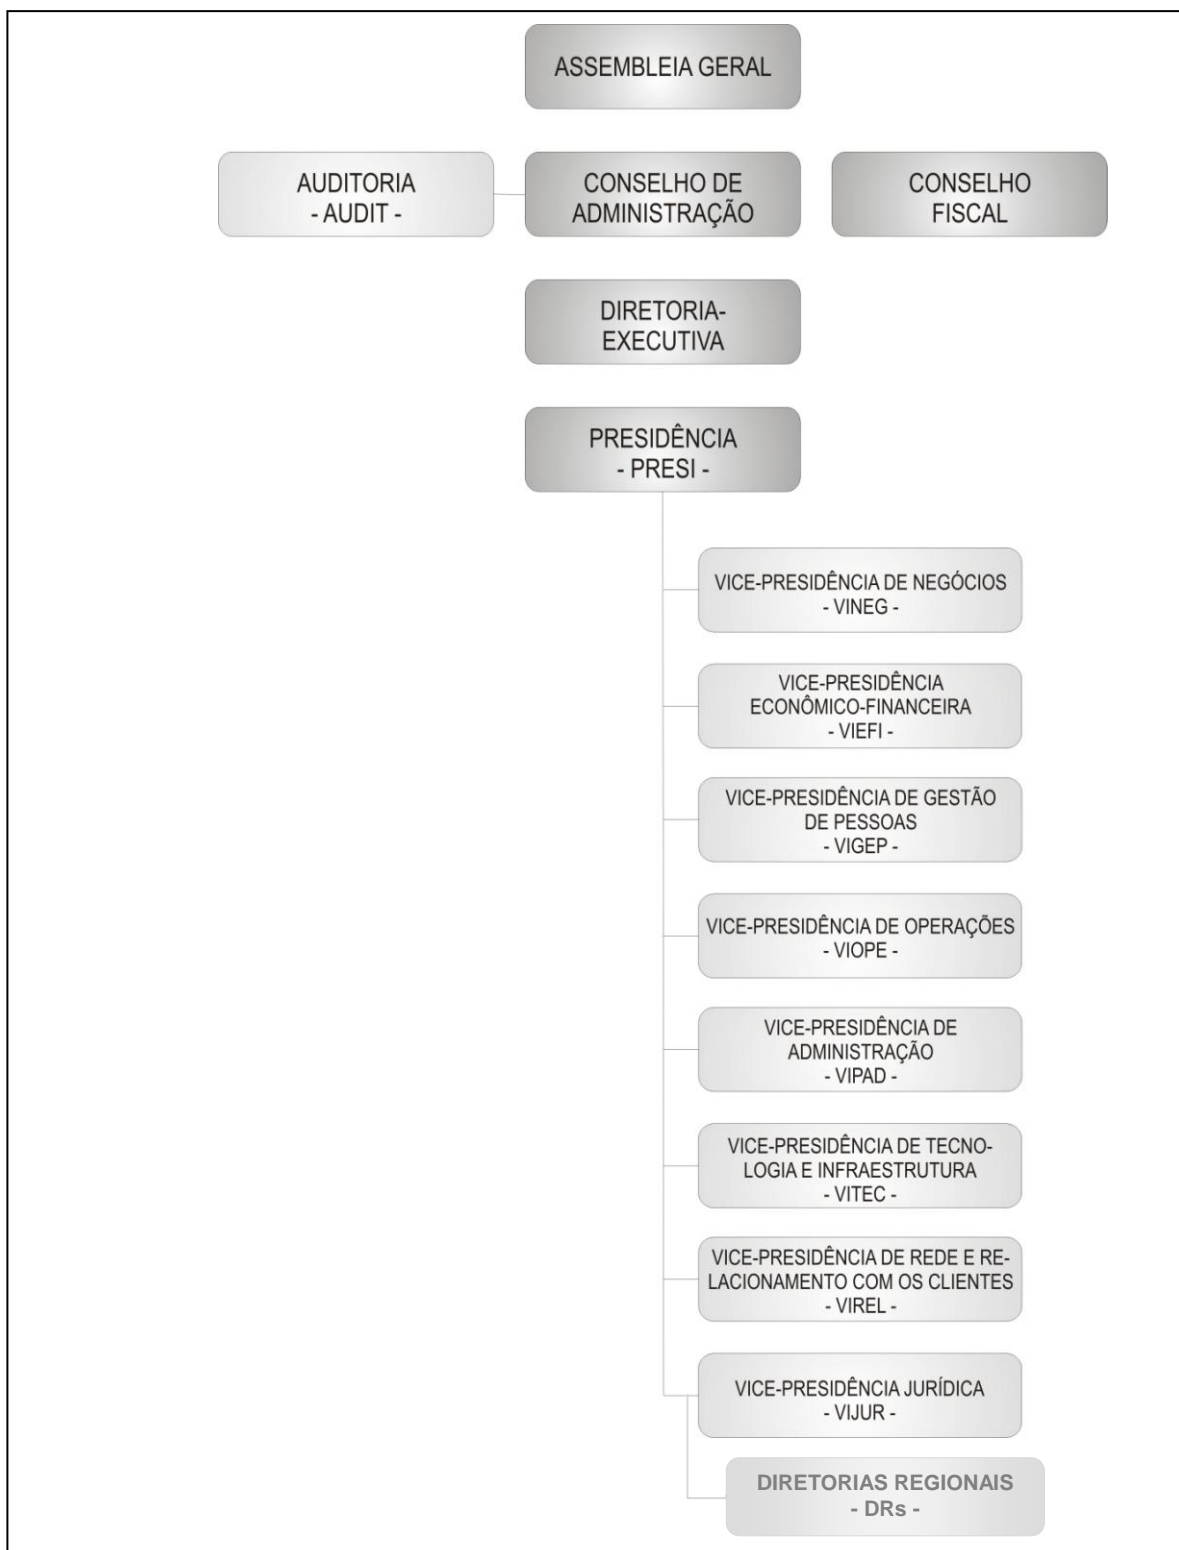 ASSEMBLEIA GERAL
AUDITORIA
- AUDIT -
CONSELHO DE
ADMINISTRAÇÃO
CONSELHO
FISCAL
DIRETORIA-
EXECUTIVA
PRESIDÊNCIA
- PRESI -
VICE-PRESIDÊNCIA DE NEGÓCIOS
- VINEG -
VICE-PRESIDÊNCIA
ECONÔMICO-FINANCEIRA
- VIEFI -
VICE-PRESIDÊNCIA DE GESTÃO
DE PESSOAS
- VIGEP -
VICE-PRESIDÊNCIA DE OPERAÇÕES
- VIOPE -
VICE-PRESIDÊNCIA DE
ADMINISTRAÇÃO
- VIPAD -
VICE-PRESIDÊNCIA DE TECNO-
LOGIA E INFRAESTRUTURA
- VITEC -
VICE-PRESIDÊNCIA DE REDE E RE-
LACIONAMENTO COM OS CLIENTES
- VIREL -
VICE-PRESIDÊNCIA JURÍDICA
- VIJUR -
DIRETORIAS REGIONAIS
- DRs -